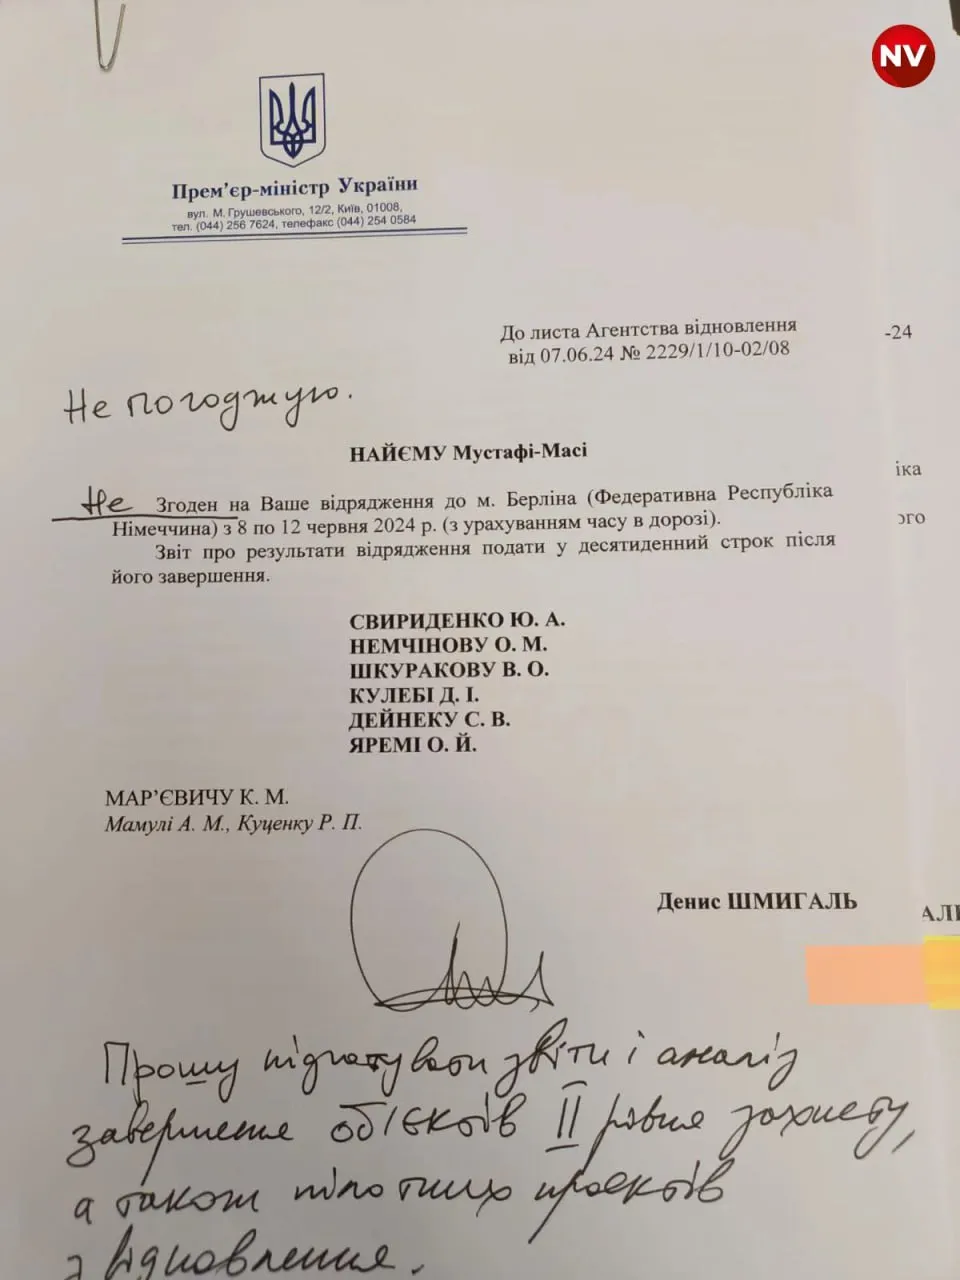 NV
Прем'єр-міністр України
вул. М. Грушевського, 12/2, Київ, 01008,
тел. (044) 256 7624, телефакс (044) 254 0584
До листа Агентства відновлення
від 07.06.24 № 2229/1/10-02/08
-24
Не погоджую.
НАЙЄМУ Мустафі-Масі
іка
Не Згоден на Ваше відрядження до м. Берліна (Федеративна Республіка
Німеччина) з 8 по 12 червня 2024 р. (з урахуванням часу в дорозі).
ого
Звіт про результати відрядження подати у десятиденний строк після
його завершення.
СВИРИДЕНКО Ю. А.
НЕМЧІНОВУ О. М.
ШКУРАКОВУ В. О.
КУЛЕБІ Д. І.
ДЕЙНЕКУ С. В.
ЯРЕМІ О. Й.
МАР'ЄВИЧУ К. М.
Мамулі А. М., Куценку Р. П.
Денис ШМИГАЛЬ
АЛЬ
Прошу підготувати звіти і аналіз
завершення об'єктів II рівня захисту,
а також пілотних проєктів
з відновлення.